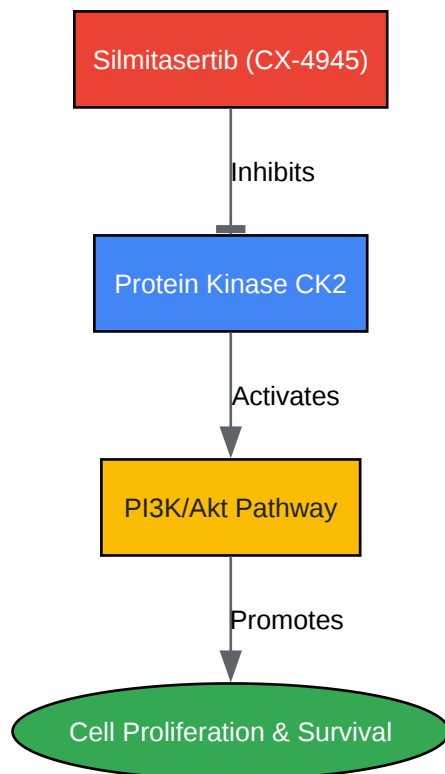 Silmitasertib (CX-4945)
Inhibits
Protein Kinase CK2
Activates
PI3K/Akt Pathway
Promotes
Cell Proliferation & Survival